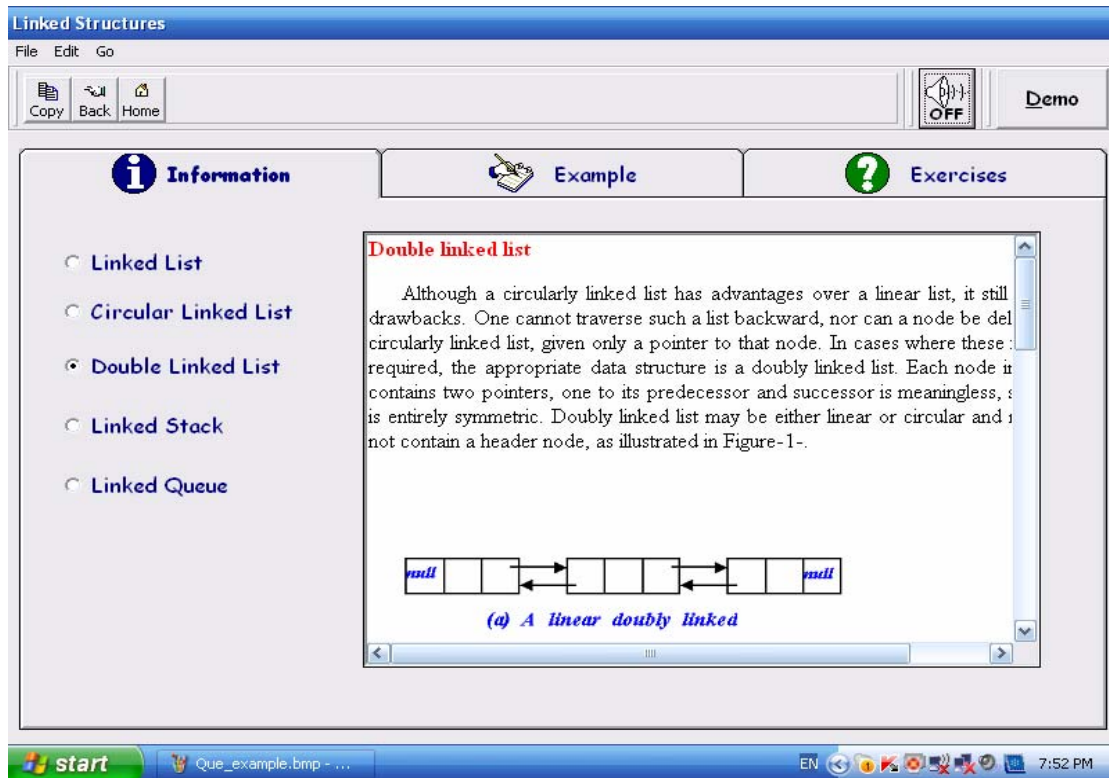 Linked Structures
File Edit Go
Copy Back Home
OFF
Demo
Information
Example
Exercises
Linked List
Circular Linked List
Double Linked List
Linked Stack
Linked Queue
Double linked list
Although a circularly linked list has advantages over a linear list, it still
drawbacks. One cannot traverse such a list backward, nor can a node be del
circularly linked list, given only a pointer to that node. In cases where these
required, the appropriate data structure is a doubly linked list. Each node in
contains two pointers, one to its predecessor and successor is meaningless, s
is entirely symmetric. Doubly linked list may be either linear or circular and
not contain a header node, as illustrated in Figure-1-.
null
null
(a) A linear doubly linked
start
Que_example.bmp - ...
EN
7:52 PM